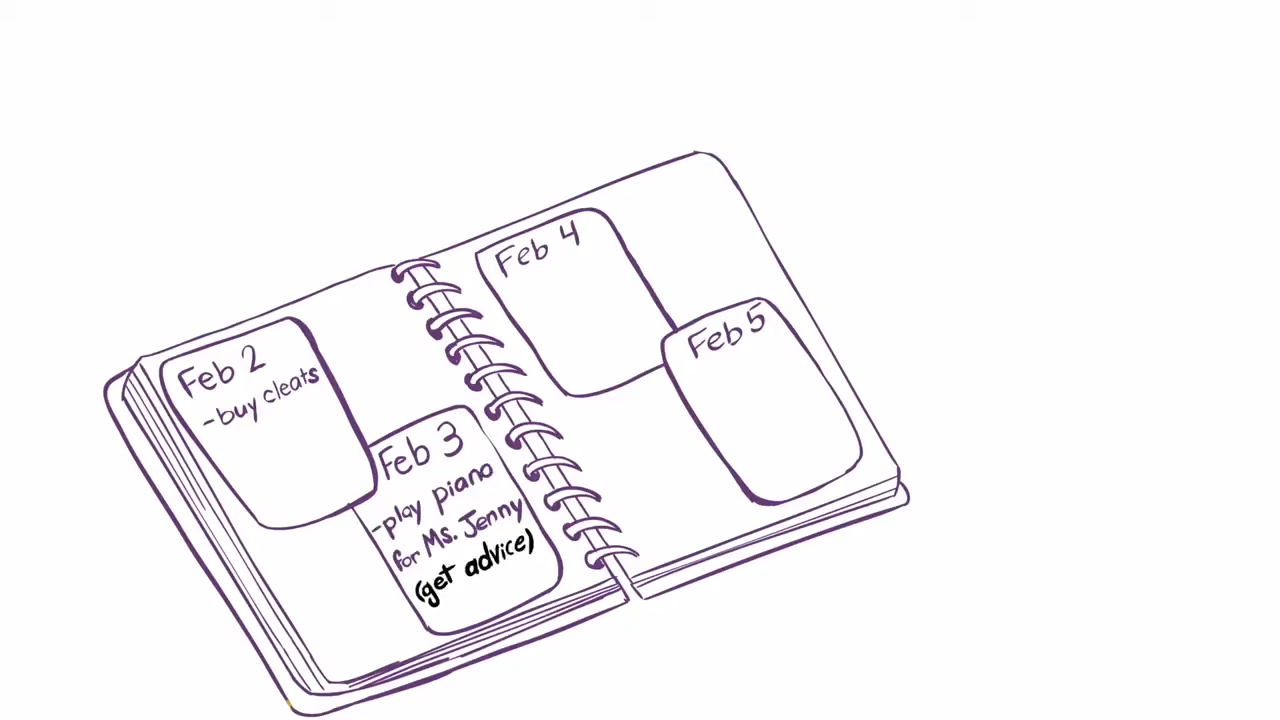 Feb 2
-buy cleats
Feb 3
-play piano
for Ms. Jenny
(get advice)
Feb 4
Feb 5